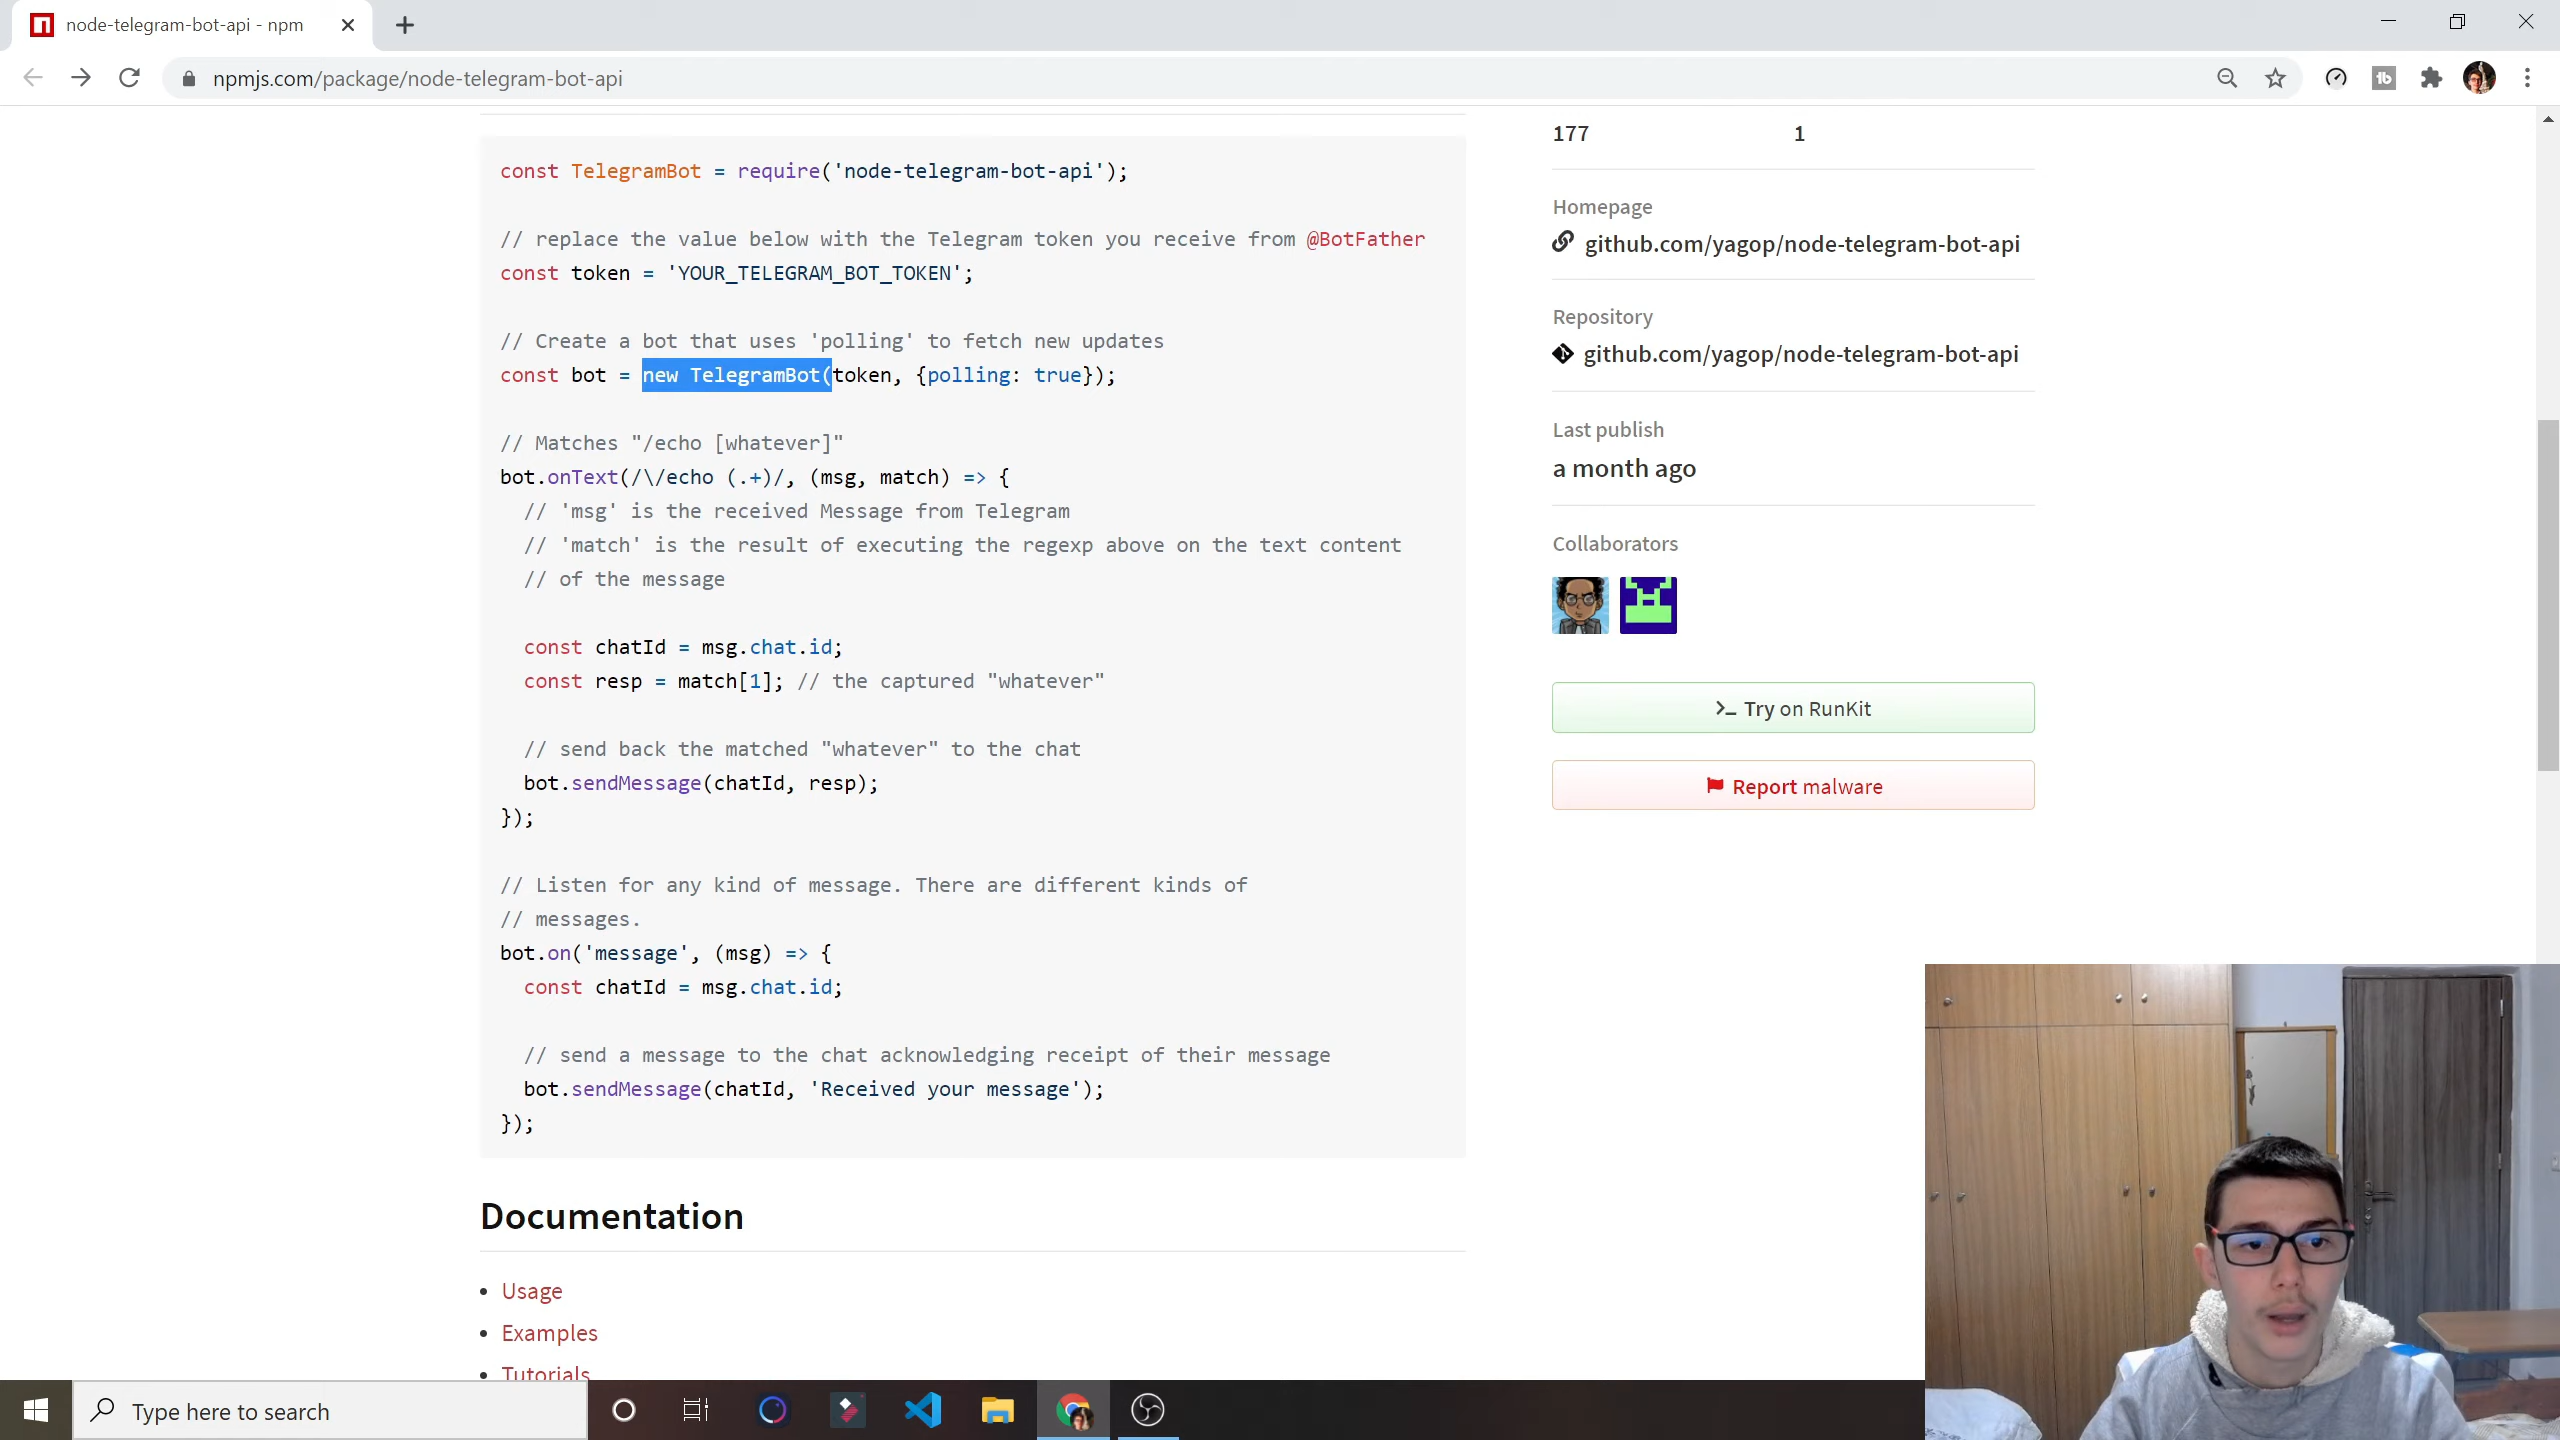 node-telegram-bot-api - npm
npmjs.com/package/node-telegram-bot-api
const TelegramBot = require('node-telegram-bot-api');
// replace the value below with the Telegram token you receive from @BotFather
const token = 'YOUR_TELEGRAM_BOT_TOKEN';
// Create a bot that uses 'polling' to fetch new updates
const bot = new TelegramBot(token, {polling: true});
// Matches "/echo [whatever]"
bot.onText(/\/echo (.+)/, (msg, match) => {
// 'msg' is the received Message from Telegram
// 'match' is the result of executing the regexp above on the text content
// of the message
const chatId = msg.chat.id;
const resp = match[1]; // the captured "whatever"
// send back the matched "whatever" to the chat
bot.sendMessage(chatId, resp);
});
// Listen for any kind of message. There are different kinds of
// messages.
bot.on('message', (msg) => {
const chatId = msg.chat.id;
// send a message to the chat acknowledging receipt of their message
bot.sendMessage(chatId, 'Received your message');
});
Documentation
Usage
Examples
Tutorials
177 1
Homepage
github.com/yagop/node-telegram-bot-api
Repository
github.com/yagop/node-telegram-bot-api
Last publish
a month ago
Collaborators
>_ Try on RunKit
Report malware
Type here to search